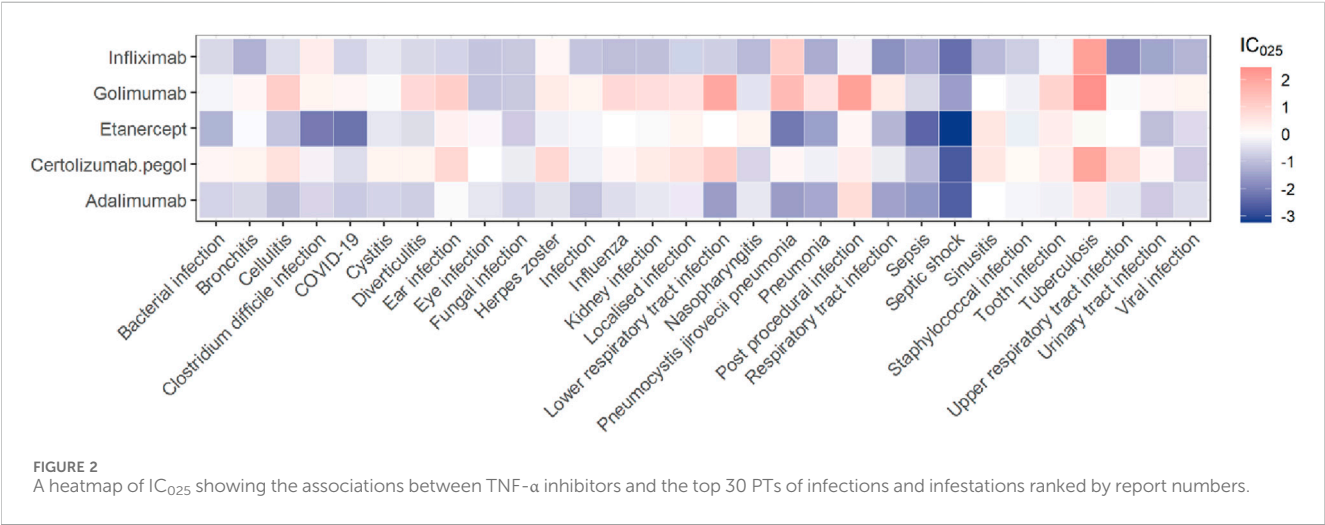 Infliximab
Golimumab
Etanercept
Certolizumab.pegol
Adalimumab
Bacterial infection
Bronchitis
Cellulitis
Clostridium difficile infection
COVID-19
Cystitis
Diverticulitis
Ear infection
Eye infection
Fungal infection
Herpes zoster
Infection
Influenza
Kidney infection
Localised infection
Lower respiratory tract infection
Nasopharyngitis
Pneumocystis jirovecii pneumonia
Pneumonia
Post procedural infection
Respiratory tract infection
Sepsis
Septic shock
Sinusitis
Staphylococcal infection
Tooth infection
Tuberculosis
Upper respiratory tract infection
Urinary tract infection
Viral infection
IC025
2
1
0
-1
-2
-3
FIGURE 2
A heatmap of IC025 showing the associations between TNF-α inhibitors and the top 30 PTs of infections and infestations ranked by report numbers.